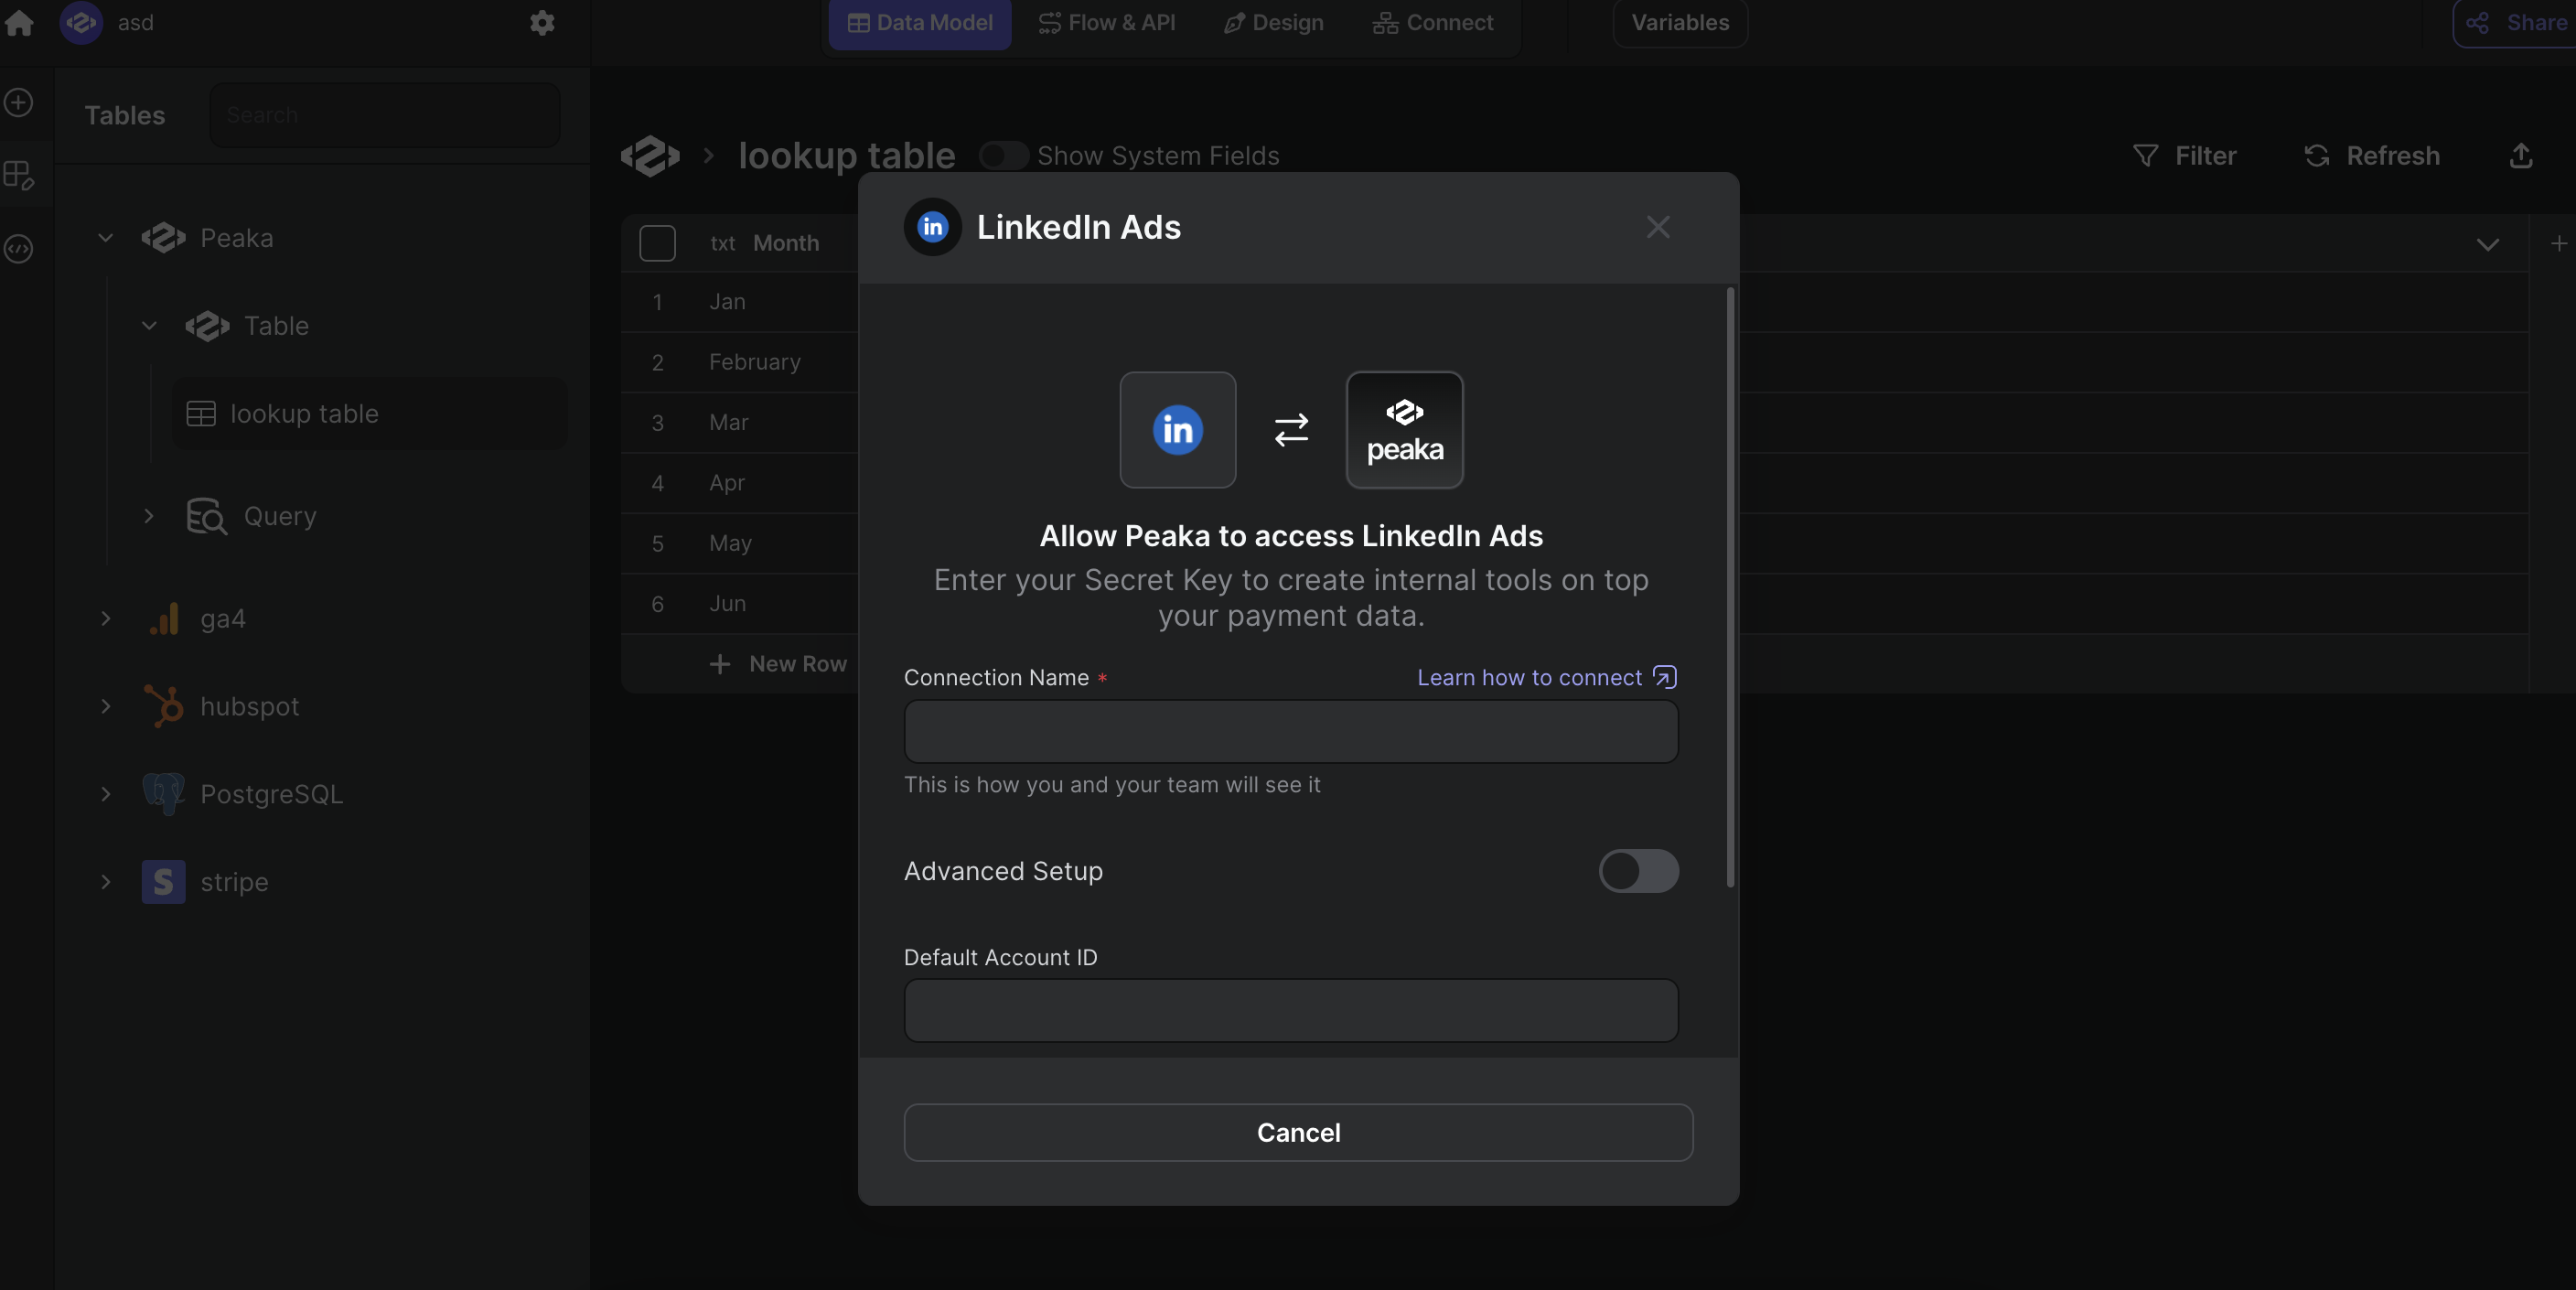 asd
Data Model
Flow & API
Design
Connect
Variables
Share
Tables
Search
Peaka
Table
lookup table
Query
ga4
hubspot
PostgreSQL
S stripe
lookup table
Show System Fields
Filter
Refresh
txt Month
1 Jan
2 February
3 Mar
4 Apr
5 May
6 Jun
New Row
in LinkedIn Ads
in
peaka
Allow Peaka to access LinkedIn Ads
Enter your Secret Key to create internal tools on top
your payment data.
Connection Name *
Learn how to connect
This is how you and your team will see it
Advanced Setup
Default Account ID
Cancel